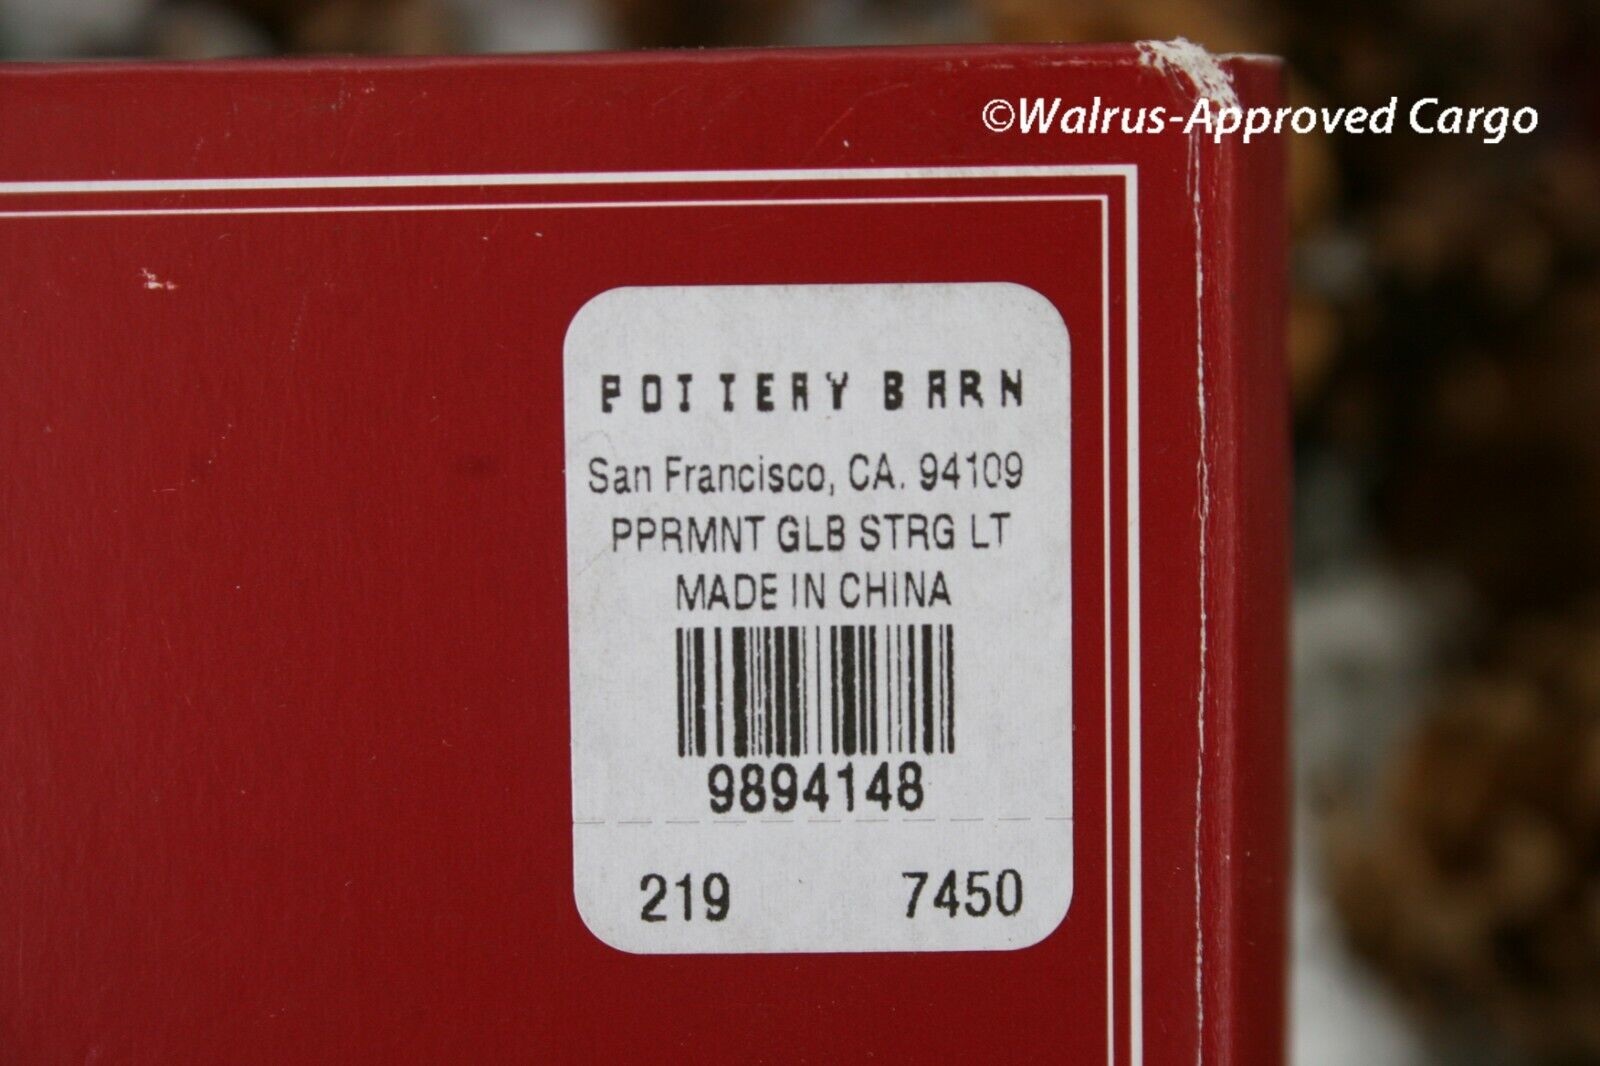 ©Walrus-Approved Cargo
POTTERY BARN
San Francisco, CA. 94109
PPRMNT GLB STRG LT
MADE IN CHINA
9894148
219 7450